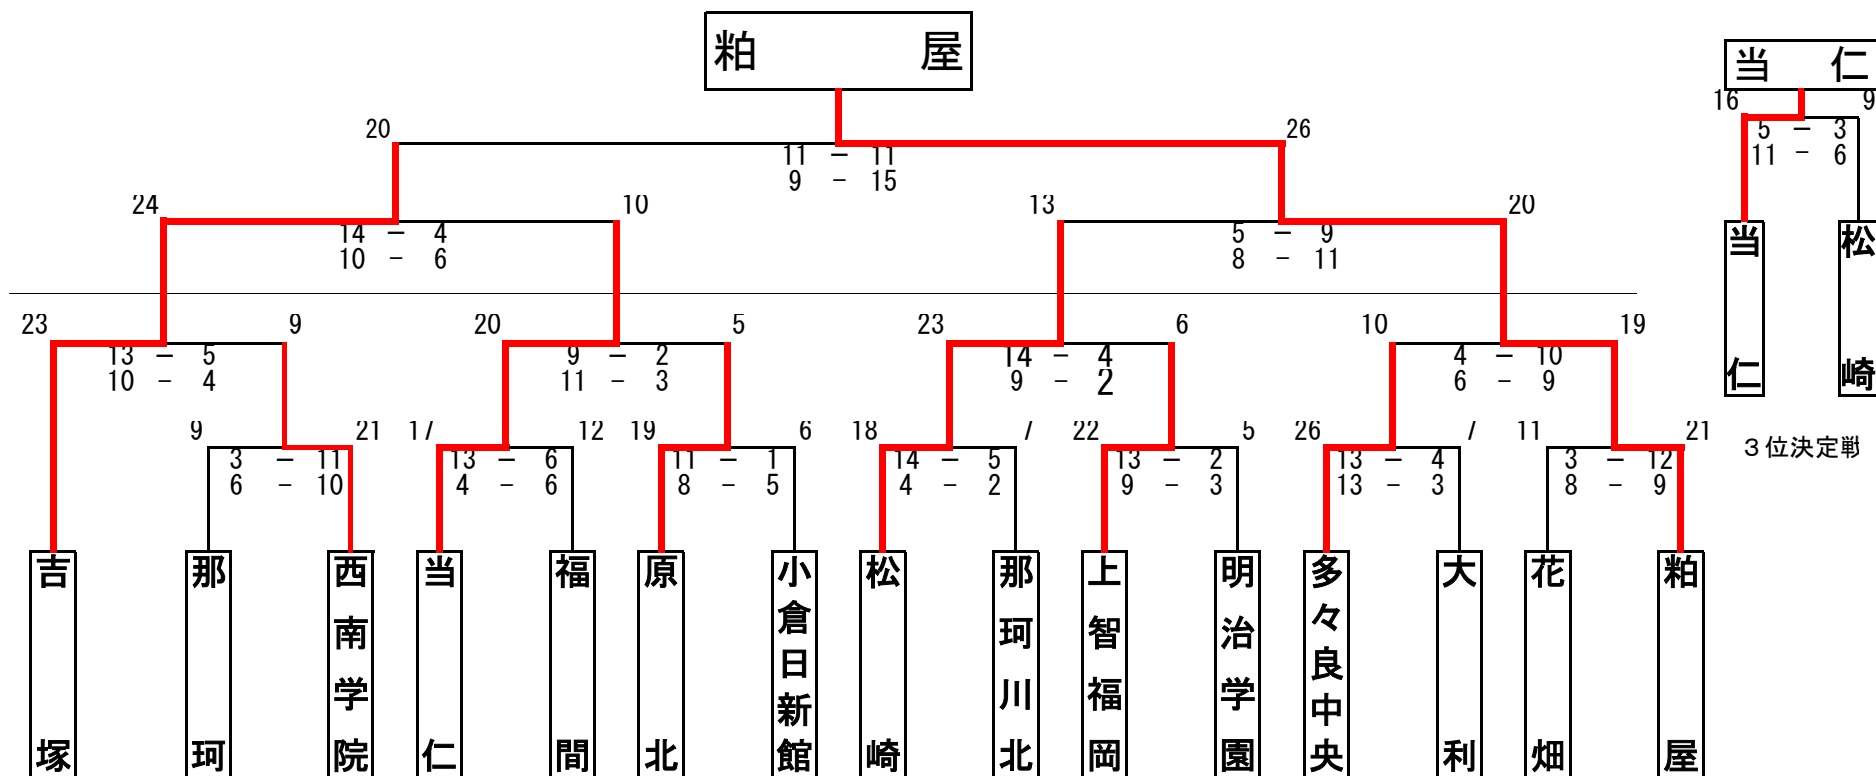 粕屋
当仁
16 9
20 26
5 － 3
11 － 11
11 - 6
9 - 15
24 10 13 20
14 － 4 5 － 9
10 - 6 8 - 11
当仁 松崎
23 9 20 5 23 6 10 19
13 － 5 9 － 2 14 － 4 4 － 10
10 - 4 11 - 3 9 - 2 6 - 9
9 21 17 12 19 6 18 7 22 5 26 7 11 21
3位決定戦
3 － 11 13 － 6 11 － 1 14 － 5 13 － 2 13 － 4 3 － 12
6 - 10 4 - 6 8 - 5 4 - 2 9 - 3 13 - 3 8 - 9
吉塚
那珂
西南学院
当仁
福間
原北
小倉日新館
松崎
那珂川北
上智福岡
明治学園
多々良中央
大利
花畑
粕屋